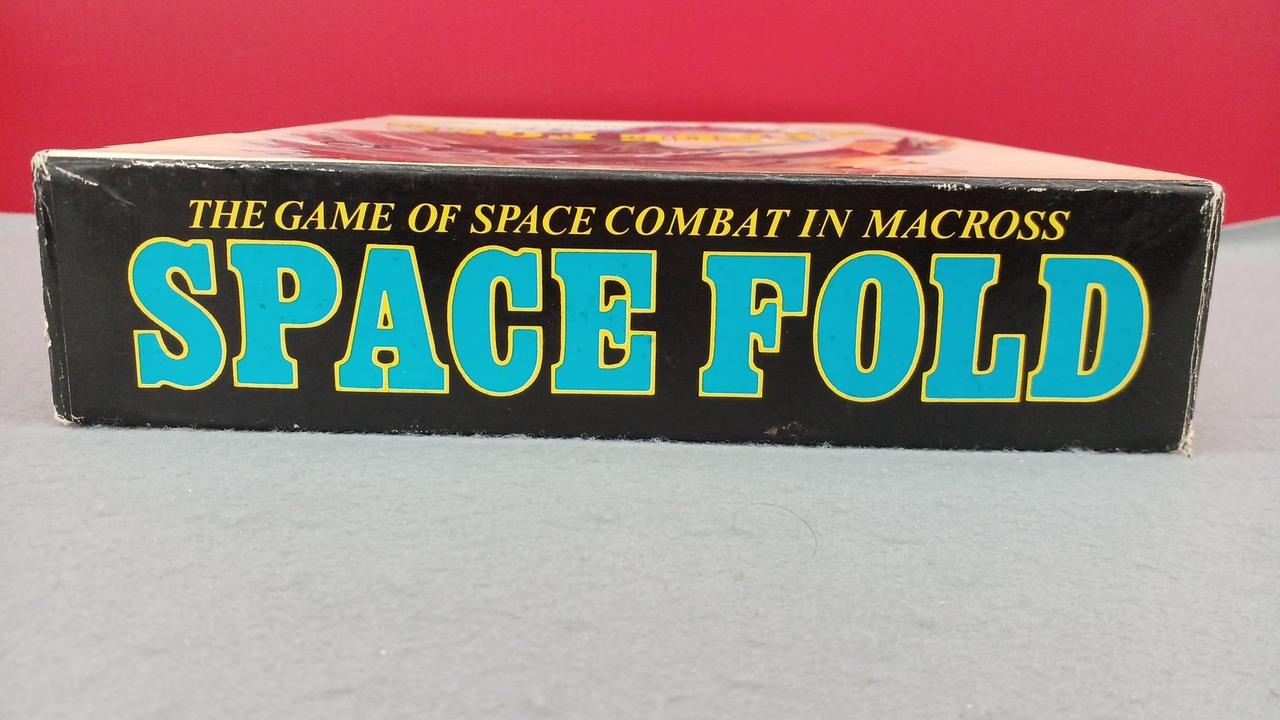 THE GAME OF SPACE COMBAT IN MACROSS
SPACE FOLD